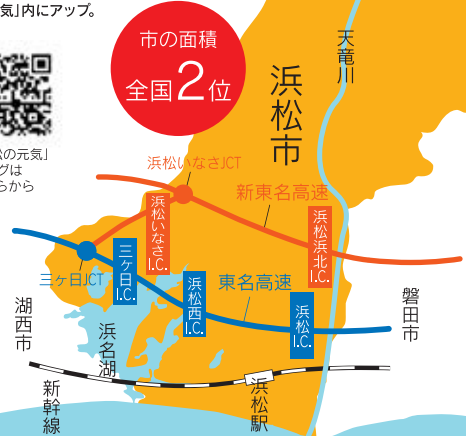 気」内にアップ。
市の面積
全国2位
松の元気」
グは
らから
天竜川
浜松市
浜松いなさJCT
新東名高速
浜松いなさI.C.
浜松浜北I.C.
三ヶ日JCT
三ケ日I.C.
浜松西I.C.
東名高速
浜松I.C.
磐田市
湖西市
浜名湖
新幹線
浜松駅